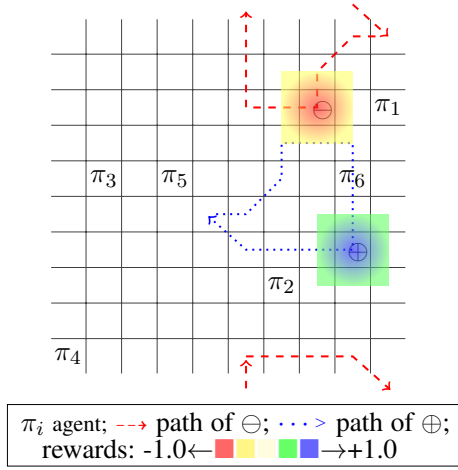 π₁
π₃ π₅ π₆
π₂
π₄
πᵢ agent; --→ path of ⊖; ···> path of ⊕;
rewards: -1.0← →+1.0